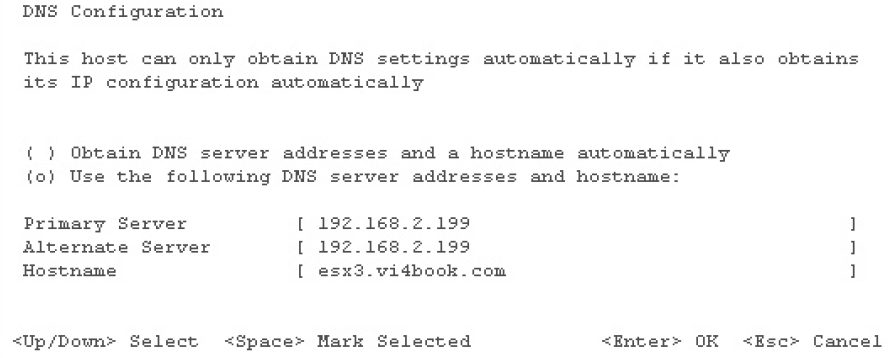 DNS Configuration
This host can only obtain DNS settings automatically if it also obtains
its IP configuration automatically
( ) Obtain DNS server addresses and a hostname automatically
(o) Use the following DNS server addresses and hostname:
Primary Server [ 192.168.2.199 ]
Alternate Server [ 192.168.2.199 ]
Hostname [ esx3.vi4book.com ]
<Up/Down> Select <Space> Mark Selected <Enter> OK <Esc> Cancel